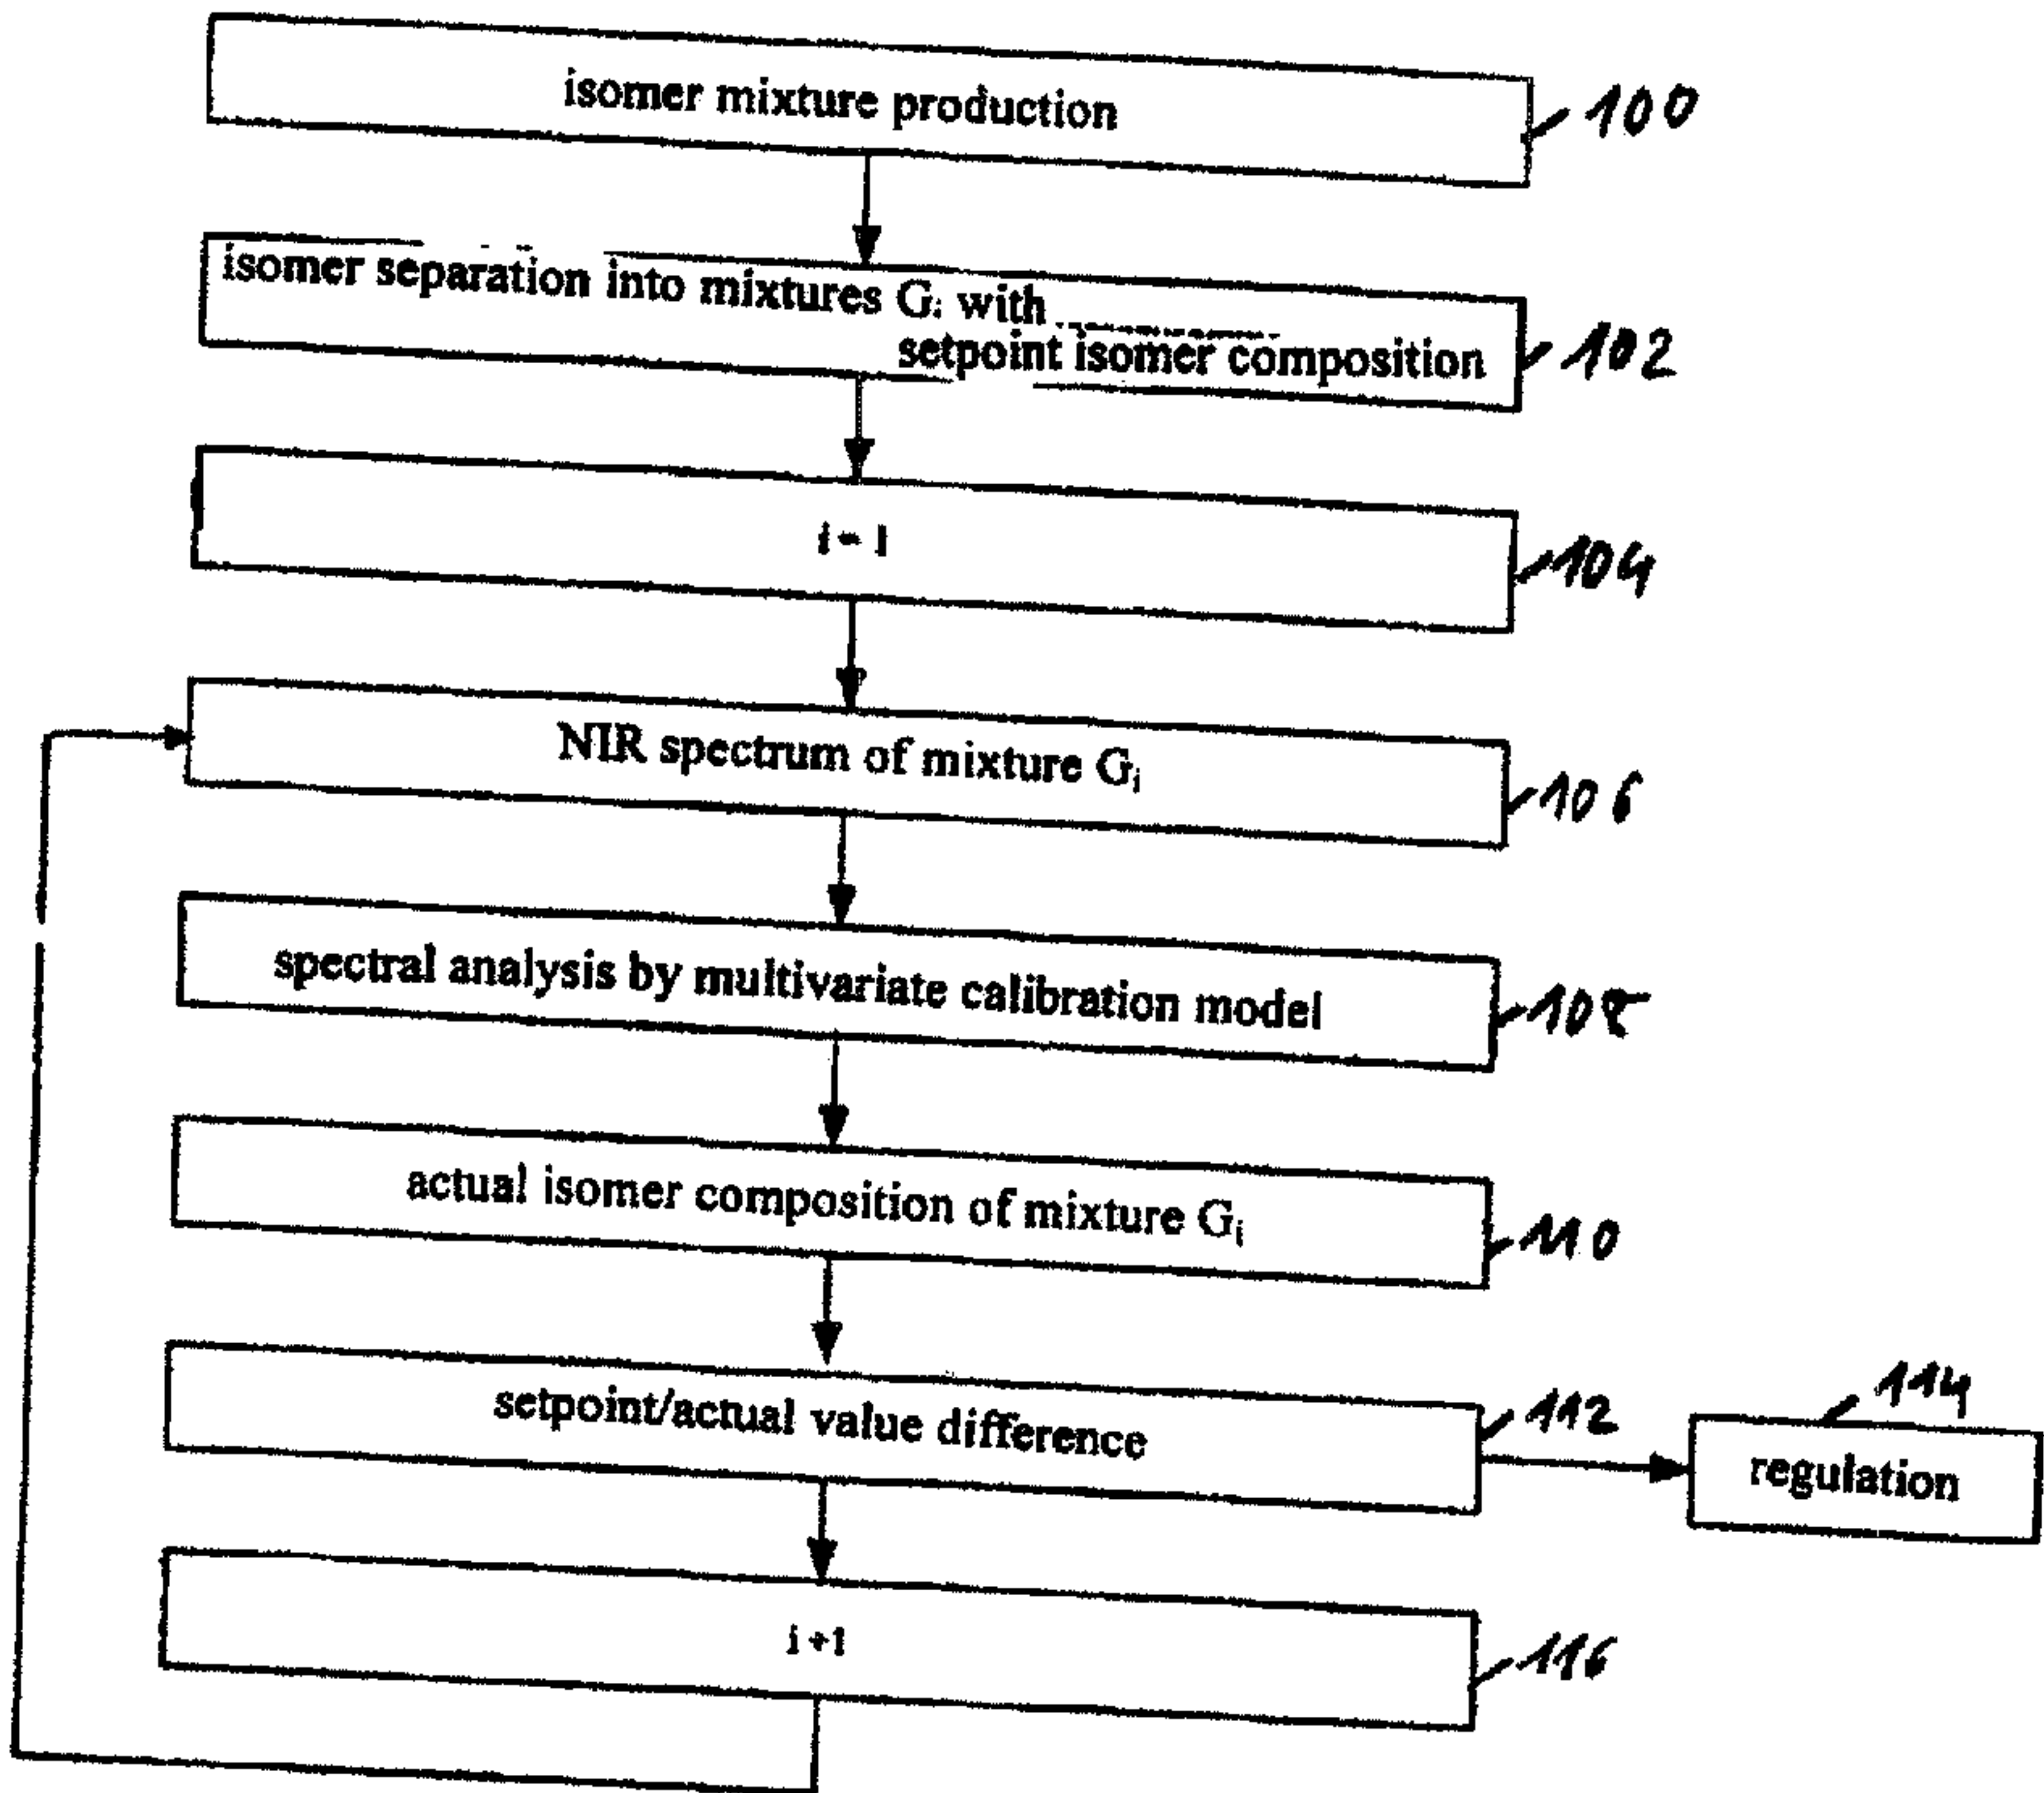 isomer mixture production
100
isomer separation into mixtures Gi with
setpoint isomer composition
102
i = 1
104
NIR spectrum of mixture Gi
106
spectral analysis by multivariate calibration model
108
actual isomer composition of mixture Gi
110
setpoint/actual value difference
112
114
regulation
i +1
116